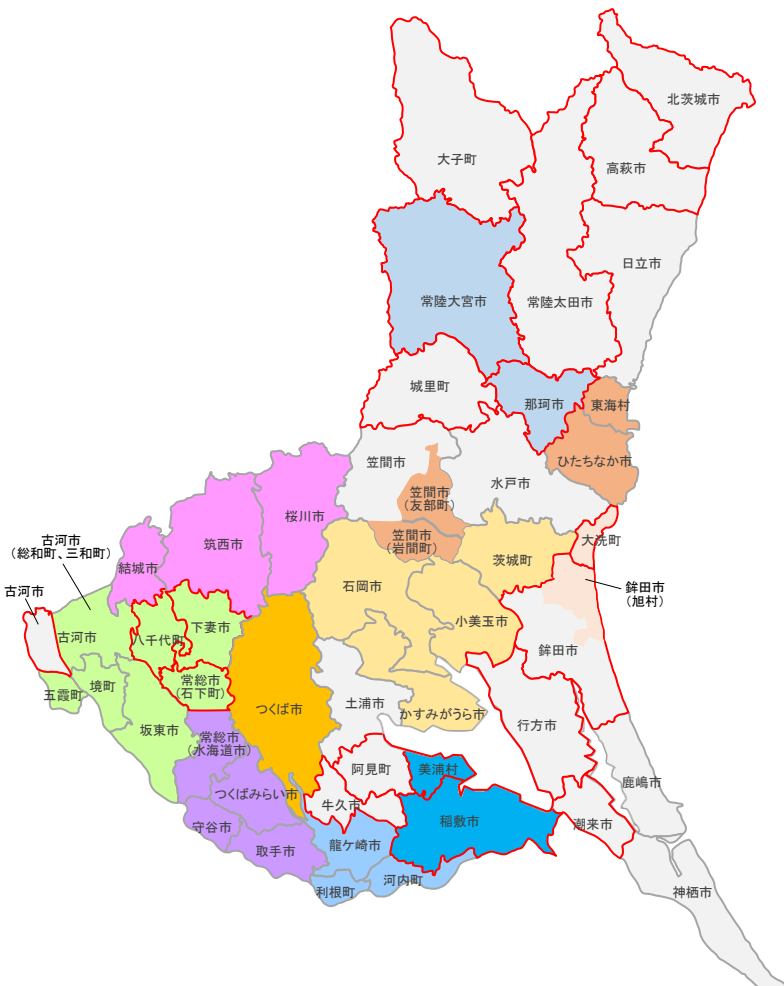 北茨城市
大子町
高萩市
日立市
常陸大宮市
常陸太田市
城里町
那珂市
東海村
笠間市
ひたちなか市
水戸市
笠間市
（友部町）
桜川市
筑西市
笠間市
（岩間町）
大洗町
古河市
（総和町、三和町）
結城市
茨城町
石岡市
鉾田市
（旭村）
古河市
小美玉市
下妻市
八千代町
古河市
鉾田市
常総市
（石下町）
境町
五霞町
土浦市
つくば市
かすみがうら市
行方市
坂東市
常総市
（水海道市）
阿見町
美浦村
鹿嶋市
つくばみらい市
牛久市
稲敷市
潮来市
守谷市
取手市
龍ケ崎市
河内町
利根町
神栖市